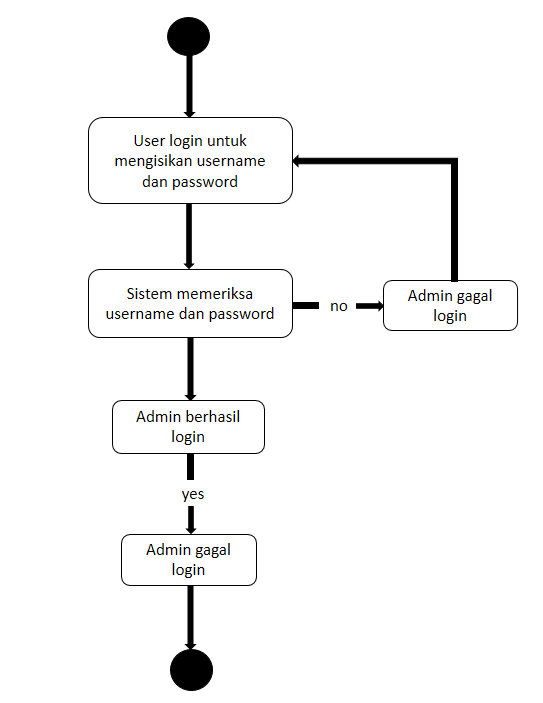 User login untuk
mengisikan username
dan password
Sistem memeriksa
username dan password
no
Admin gagal
login
Admin berhasil
login
yes
Admin gagal
login